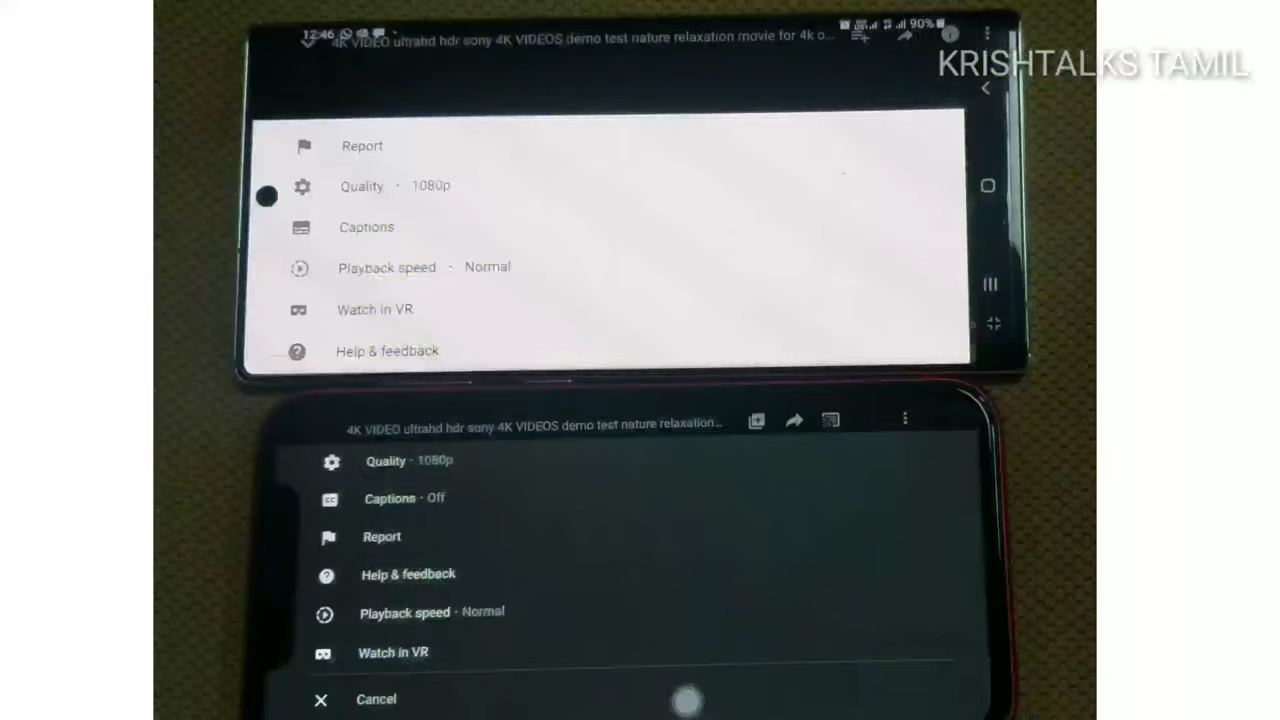 12:46
90%
4K VIDEO ultrahd hdr sony 4K VIDEOS demo test nature relaxation movie for 4k o...
KRISHTALKS TAMIL
Report
Quality · 1080p
Captions
Playback speed · Normal
Watch in VR
Help & feedback
4K VIDEO ultrahd hdr sony 4K VIDEOS demo test nature relaxation...
Quality · 1080p
Captions · Off
Report
Help & feedback
Playback speed · Normal
Watch in VR
Cancel